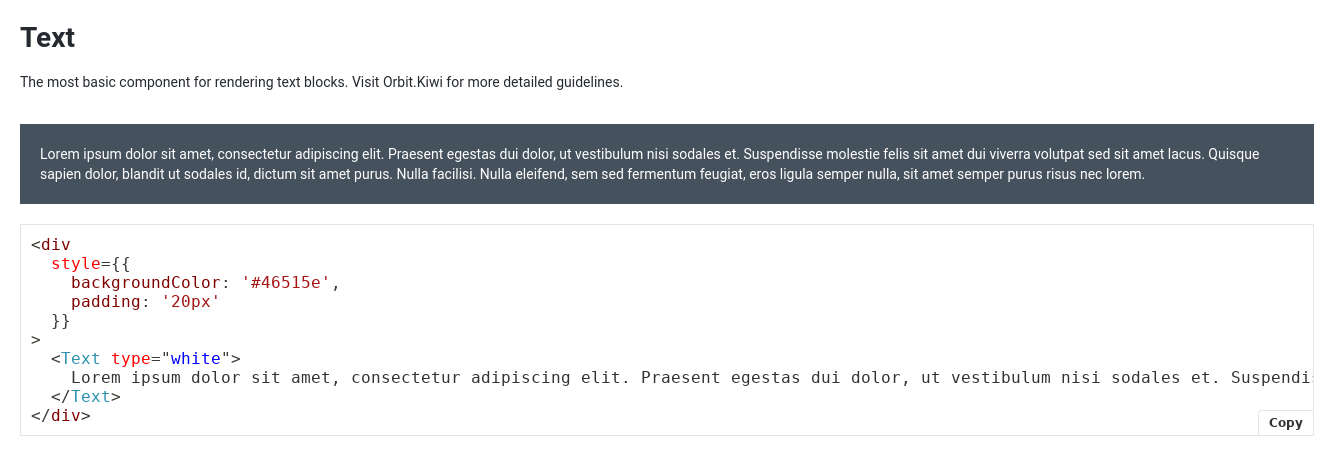 Text
The most basic component for rendering text blocks. Visit Orbit.Kiwi for more detailed guidelines.
Lorem ipsum dolor sit amet, consectetur adipiscing elit. Praesent egestas dui dolor, ut vestibulum nisi sodales et. Suspendisse molestie felis sit amet dui viverra volutpat sed sit amet lacus. Quisque
sapien dolor, blandit ut sodales id, dictum sit amet purus. Nulla facilisi. Nulla eleifend, sem sed fermentum feugiat, eros ligula semper nulla, sit amet semper purus risus nec lorem.
<div
  style={{
    backgroundColor: '#46515e',
    padding: '20px'
  }}
>
  <Text type="white">
    Lorem ipsum dolor sit amet, consectetur adipiscing elit. Praesent egestas dui dolor, ut vestibulum nisi sodales et.
  </Text>
</div>
Copy